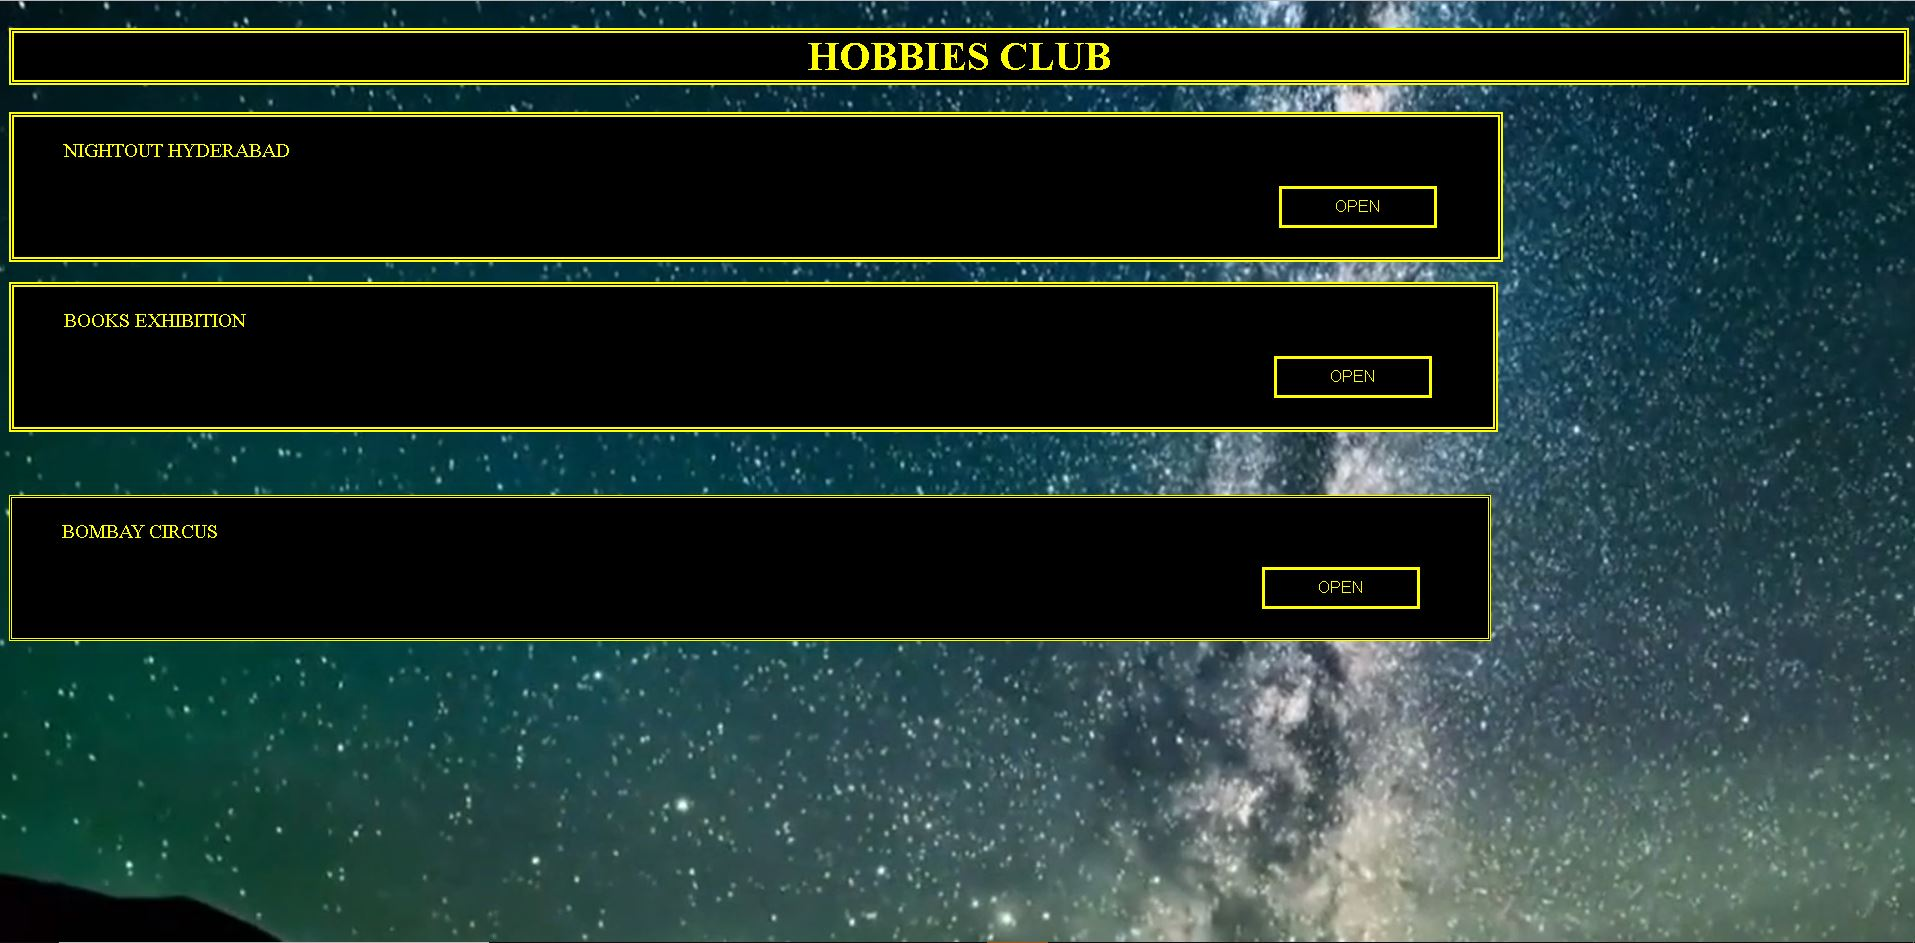 HOBBIES CLUB
NIGHTOUT HYDERABAD
OPEN
BOOKS EXHIBITION
OPEN
BOMBAY CIRCUS
OPEN